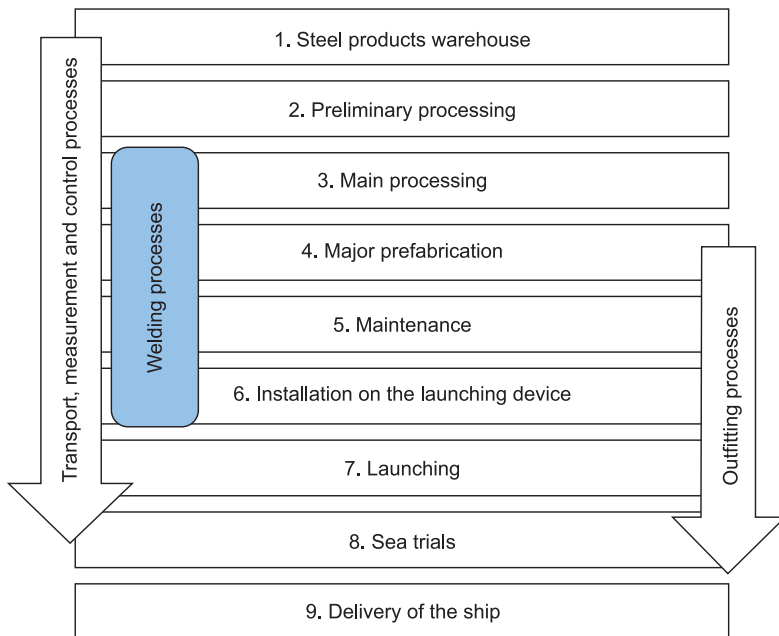 1. Steel products warehouse
2. Preliminary processing
3. Main processing
4. Major prefabrication
5. Maintenance
6. Installation on the launching device
7. Launching
8. Sea trials
9. Delivery of the ship
Transport, measurement and control processes
Welding processes
Outfitting processes